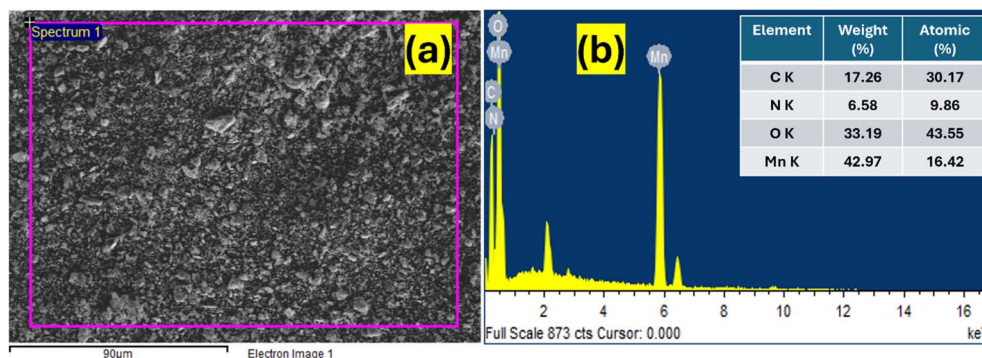 Spectrum 1
(a)
90μm
Electron Image 1
(b)
O
Mn
C
N
Mn
Element Weight (%) Atomic (%)
C K 17.26 30.17
N K 6.58 9.86
O K 33.19 43.55
Mn K 42.97 16.42
2 4 6 8 10 12 14 16
Full Scale 873 cts Cursor: 0.000
keV